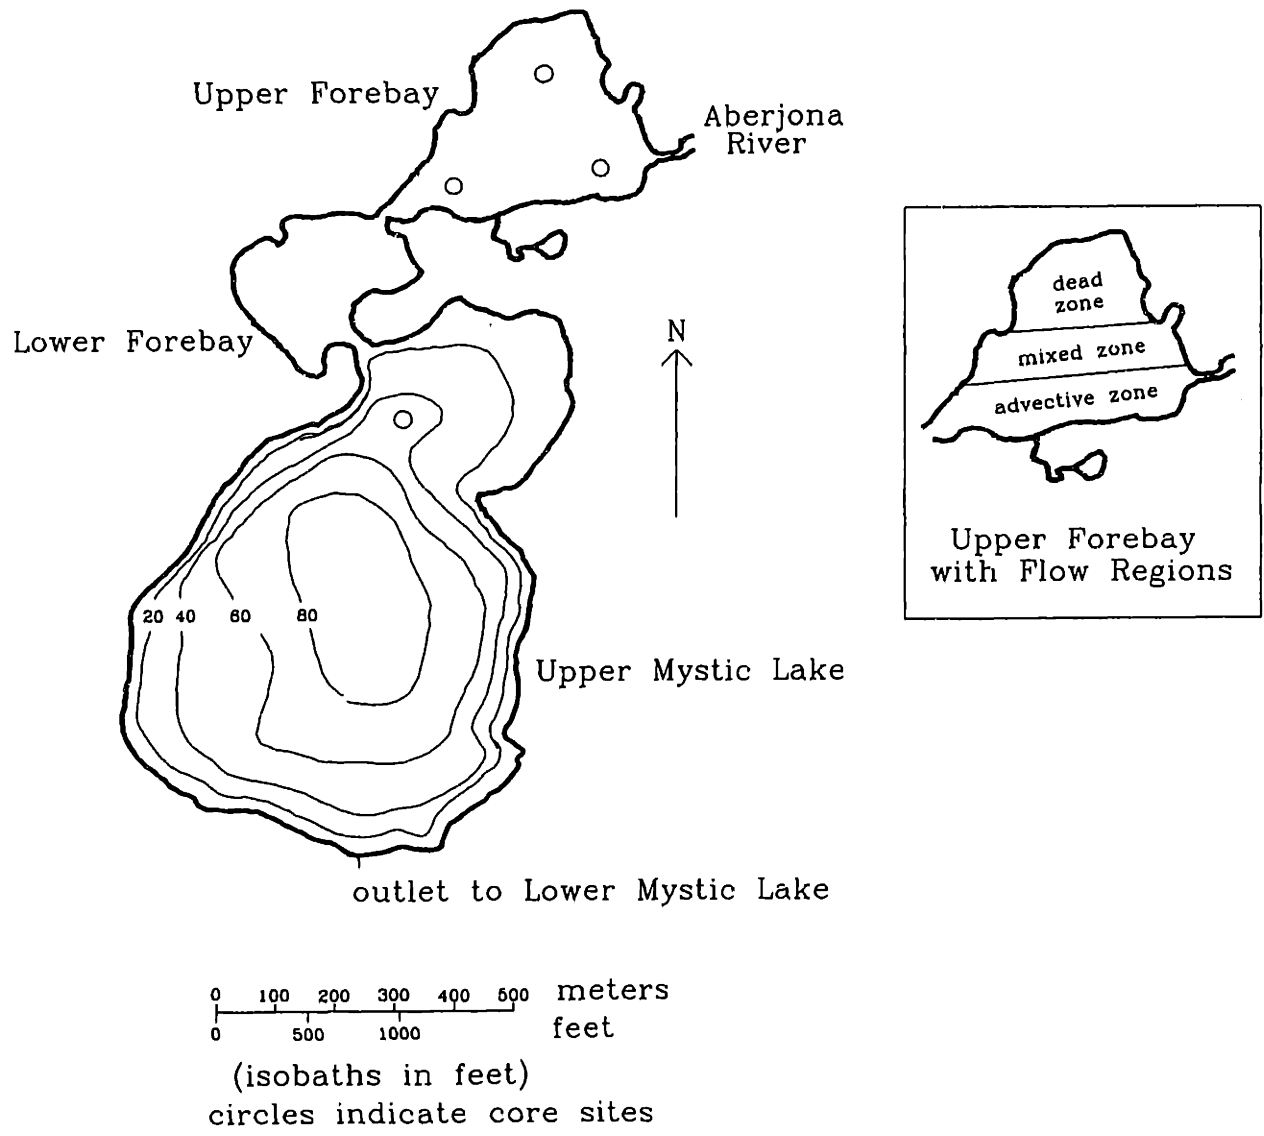 Upper Forebay
Aberjona
River
Lower Forebay
N
20 40 60 80
Upper Mystic Lake
outlet to Lower Mystic Lake
0 100 200 300 400 500 meters
0 500 1000 feet
(isobaths in feet)
circles indicate core sites
dead
zone
mixed zone
advective zone
Upper Forebay
with Flow Regions